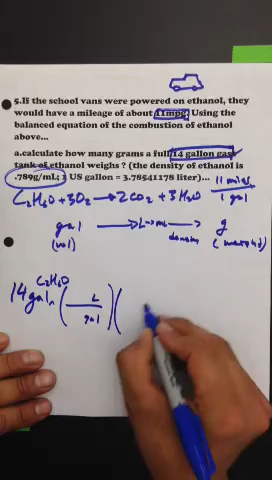 5.If the school vans were powered on ethanol, they
would have a mileage of about 11mpg. Using the
balanced equation of the combustion of ethanol
above...
a.calculate how many grams a full 14 gallon gas
tank of ethanol weighs? (the density of ethanol is
.789g/mL; 1 US gallon = 3.78541178 liter)...
C₂H₆O + 3O₂ → 2CO₂ + 3H₂O 11 miles
1 gal
gal → L → mL → g
(vol) density (weight)
C₂H₆O
14 gal ( L
gal ) (